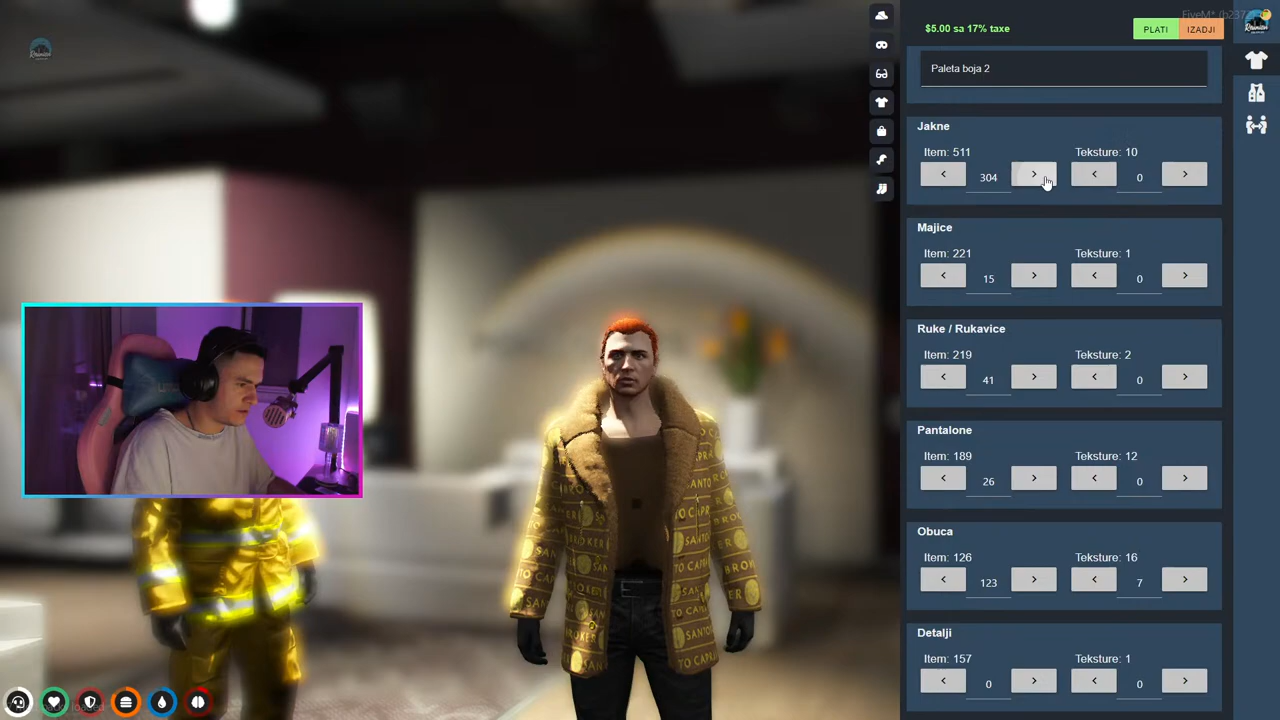 FiveM* (b237
$5.00 sa 17% taxe
PLATI
IZADJI
Paleta boja 2
Jakne
Item: 511
Teksture: 10
< 304 >
< 0 >
Majice
Item: 221
Teksture: 1
< 15 >
< 0 >
Ruke / Rukavice
Item: 219
Teksture: 2
< 41 >
< 0 >
Pantalone
Item: 189
Teksture: 12
< 26 >
< 0 >
Obuca
Item: 126
Teksture: 16
< 123 >
< 7 >
Detalji
Item: 157
Teksture: 1
< 0 >
< 0 >